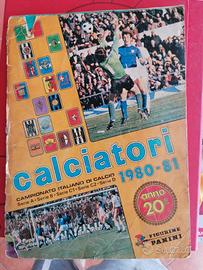 calciatori
1980-81
CAMPIONATO ITALIANO DI CALCIO
Serie A - Serie B - Serie C1 - Serie C2 - Serie D
anno
20°
FIGURINE
PANINI